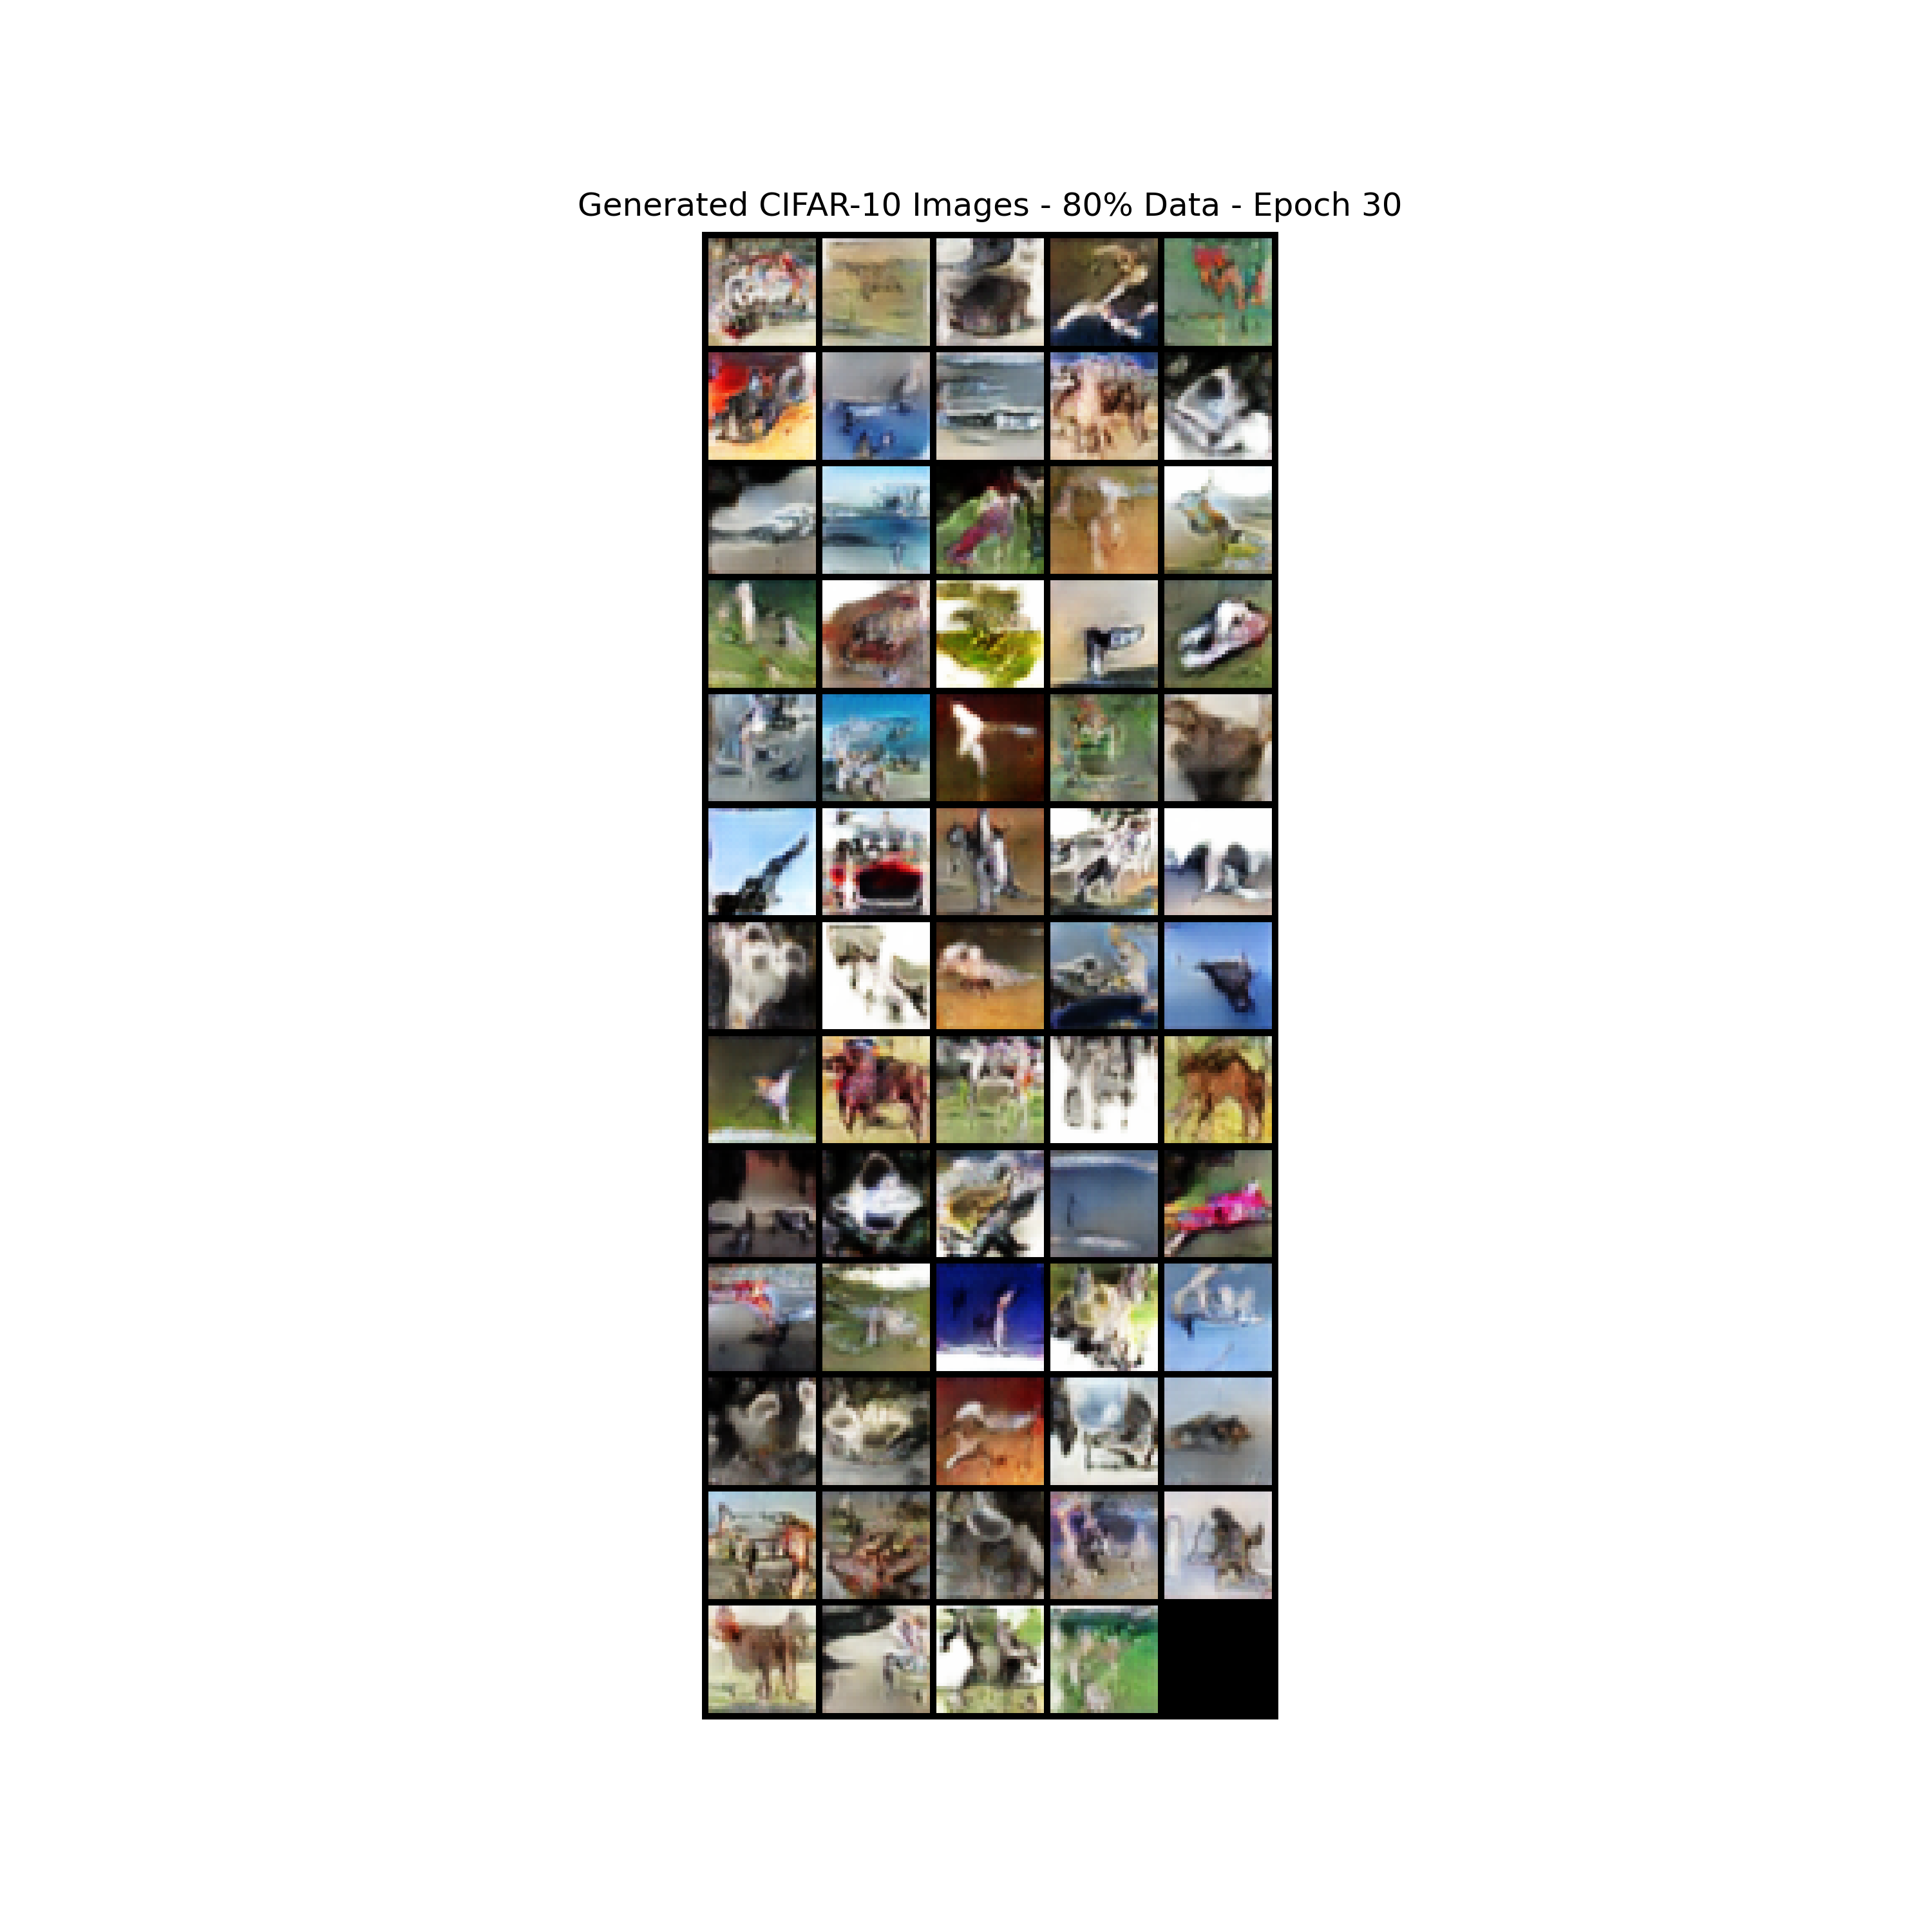 Generated CIFAR-10 Images - 80% Data - Epoch 30